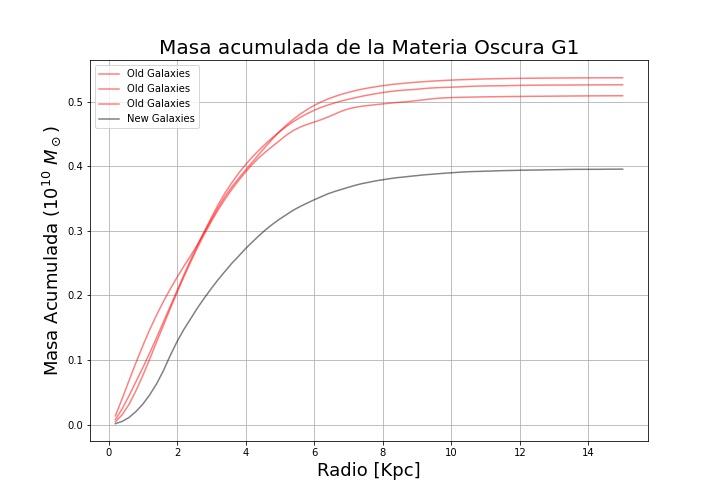 Masa acumulada de la Materia Oscura G1
Old Galaxies
Old Galaxies
Old Galaxies
New Galaxies
Masa Acumulada (10¹⁰ M⊙)
0.5
0.4
0.3
0.2
0.1
0.0
0 2 4 6 8 10 12 14
Radio [Kpc]